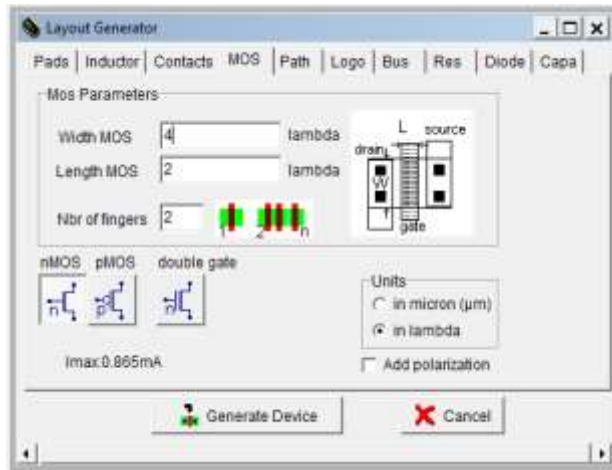 Layout Generator
Pads Inductor Contacts MOS Path Logo Bus Res Diode Capa
Mos Parameters
Width MOS 4 lambda
Length MOS 2 lambda
Nbr of fingers 2
1 2 n
L source
drain
W
gate
nMOS pMOS double gate
n p n
Units
in micron (µm)
in lambda
Imax:0.865mA
Add polarization
Generate Device Cancel